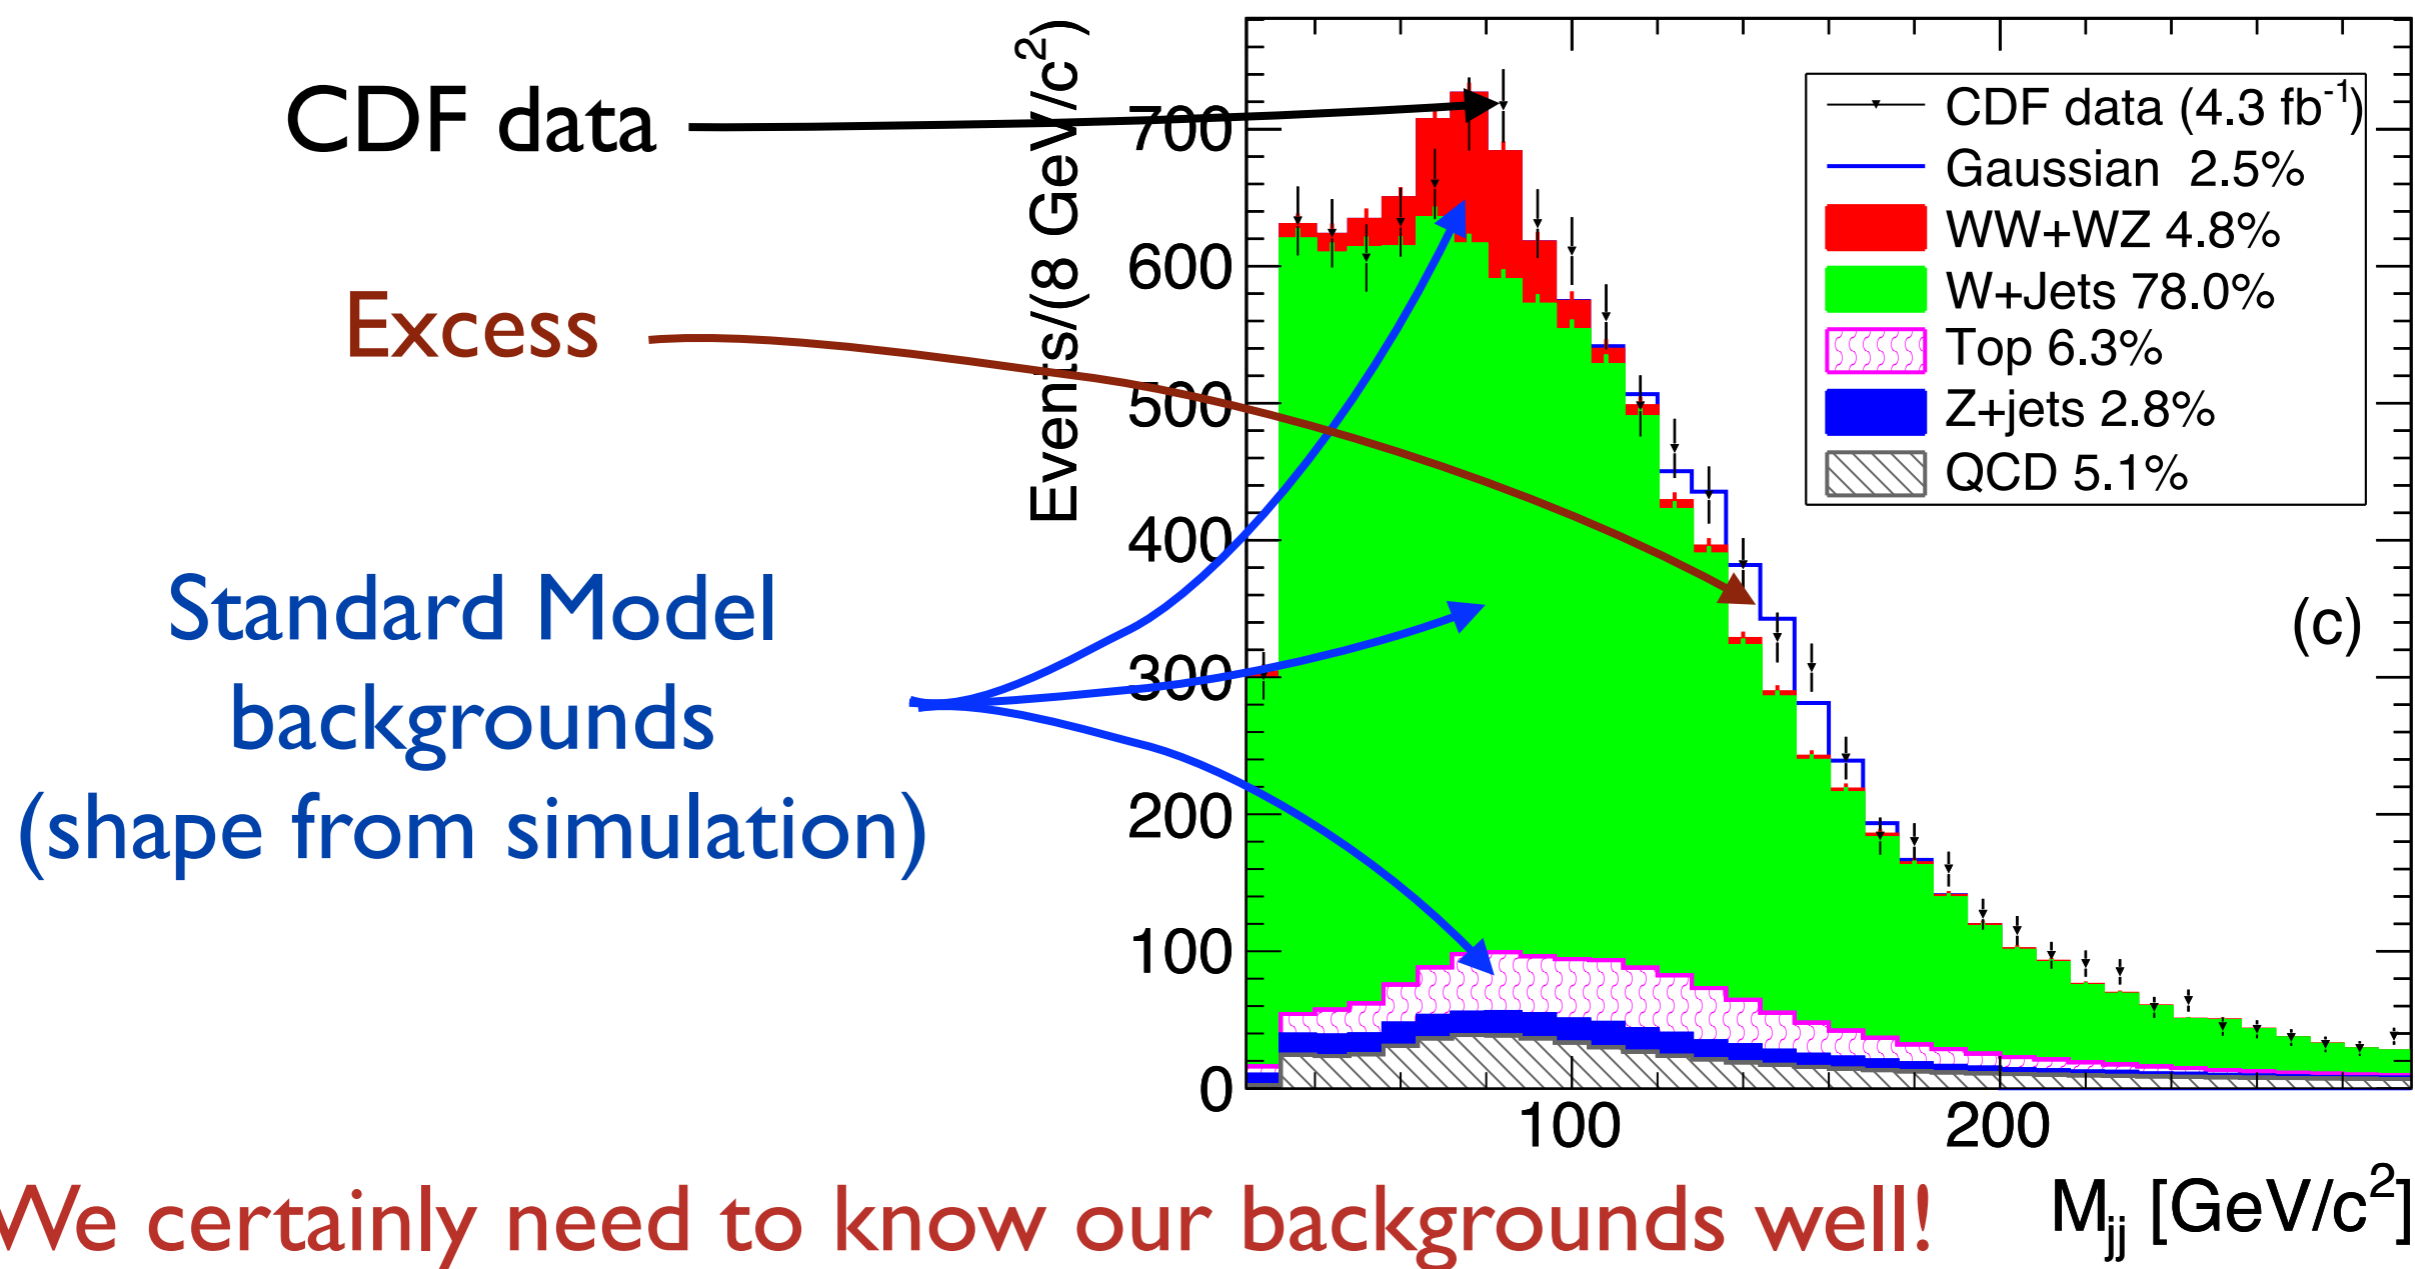 CDF data
Excess
Standard Model
backgrounds
(shape from simulation)
Events/(8 GeV/c²)
700
600
500
400
300
200
100
0
CDF data (4.3 fb⁻¹)
Gaussian 2.5%
WW+WZ 4.8%
W+Jets 78.0%
Top 6.3%
Z+jets 2.8%
QCD 5.1%
(c)
100
200
M_jj [GeV/c²]
We certainly need to know our backgrounds well!